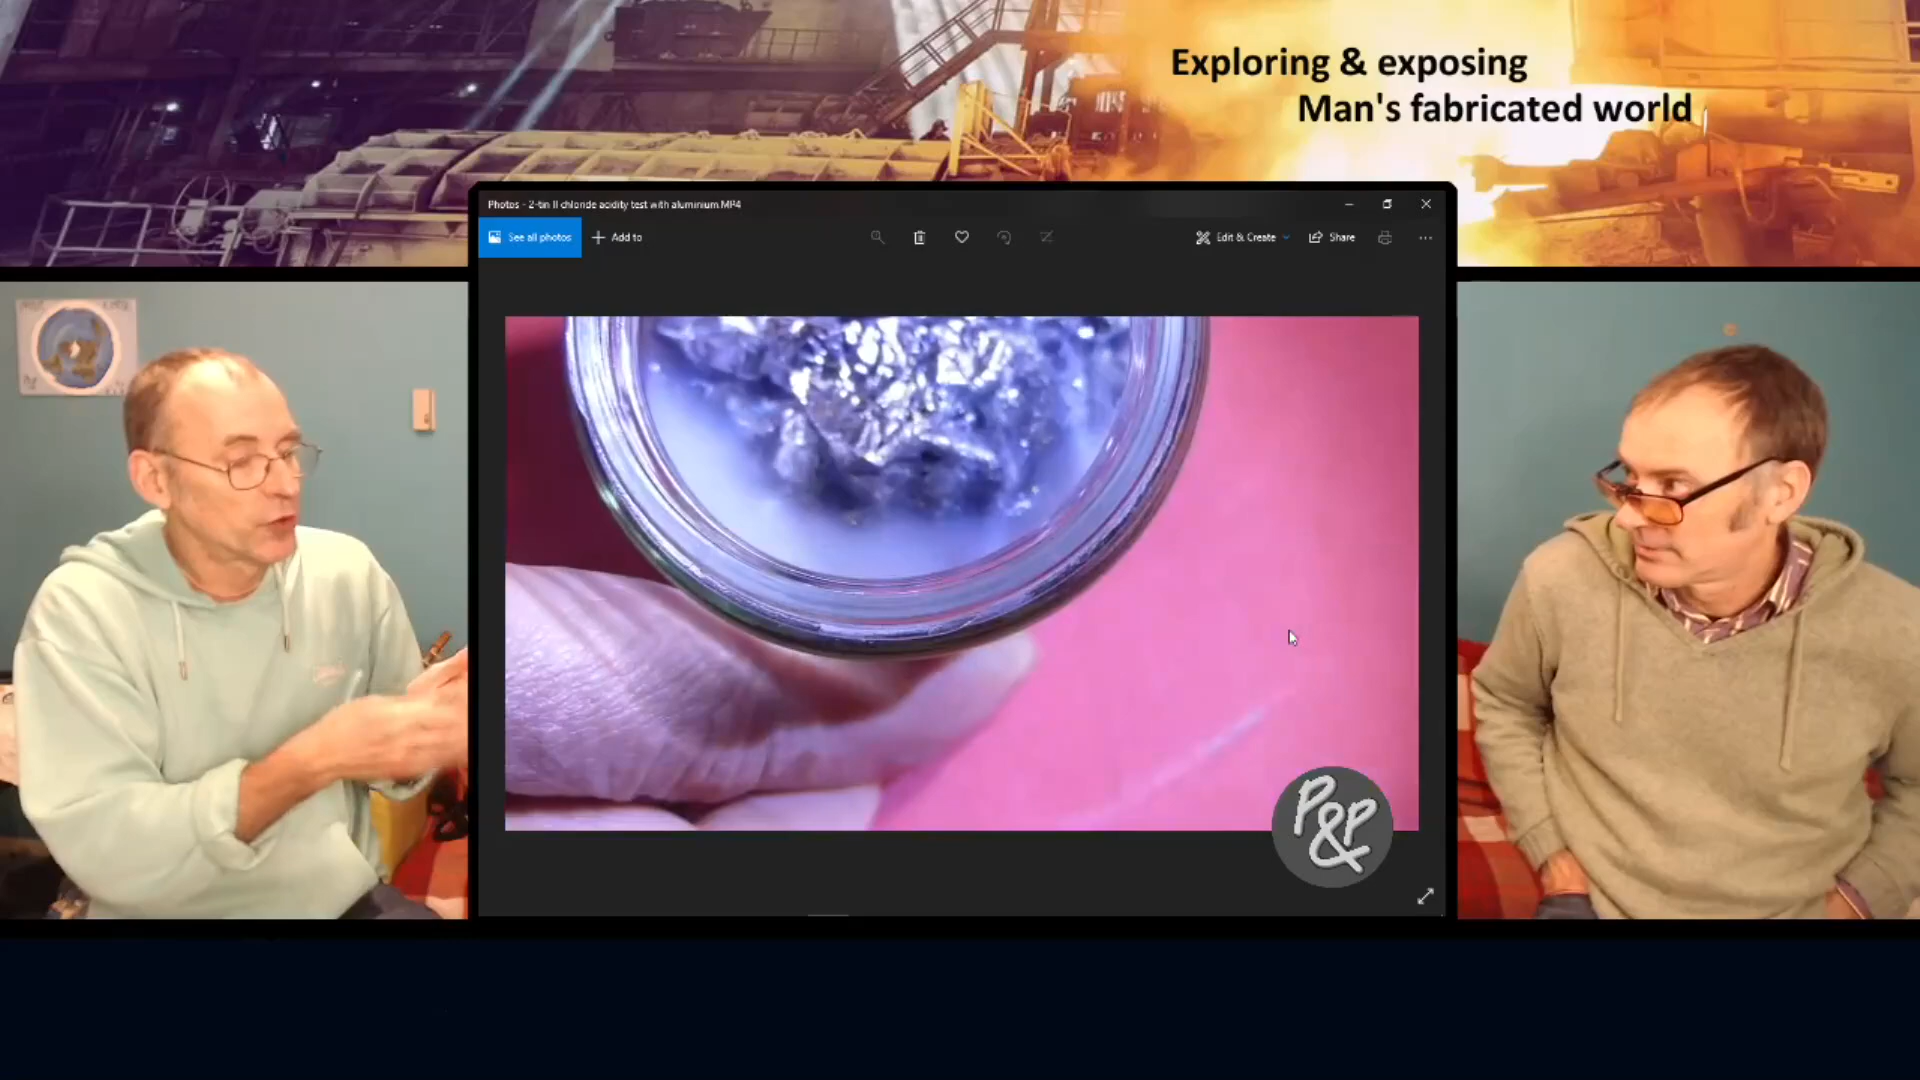 Exploring & exposing
Man's fabricated world
Photos - 2-tin II chloride acidity test with aluminium.MP4
See all photos
Add to
Edit & Create
Share
P&P